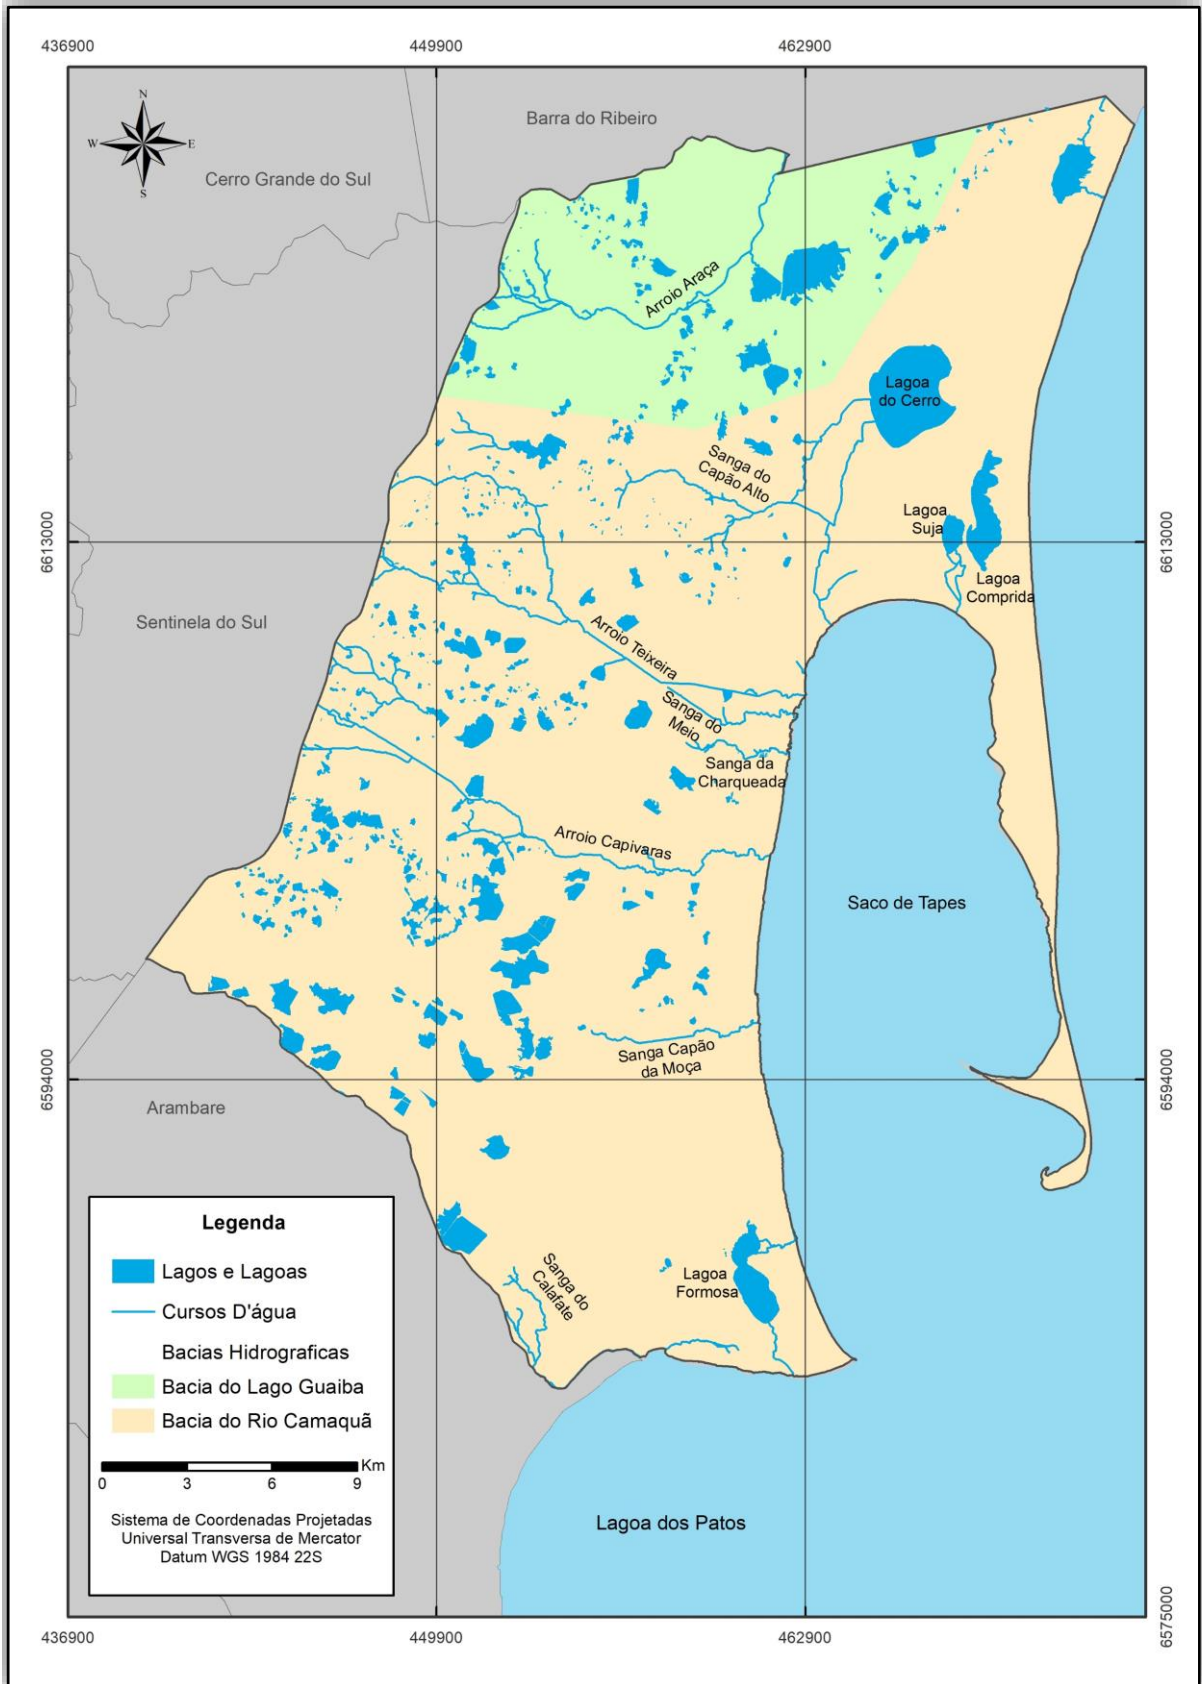 436900
449900
462900
N
W
E
S
Barra do Ribeiro
Cerro Grande do Sul
Arroio Araça
Lagoa
do Cerro
Sanga do
Capão Alto
Lagoa
Suja
6613000
6613000
Lagoa
Comprida
Sentinela do Sul
Arroio Teixeira
Sanga do
Meio
Sanga da
Charqueada
Arroio Capivaras
Saco de Tapes
Sanga Capão
da Moça
6594000
6594000
Arambare
Sanga do
Calafate
Lagoa
Formosa
Lagoa dos Patos
Legenda
Lagos e Lagoas
Cursos D'água
Bacias Hidrograficas
Bacia do Lago Guaiba
Bacia do Rio Camaquã
Km
0
3
6
9
Sistema de Coordenadas Projetadas
Universal Transversa de Mercator
Datum WGS 1984 22S
6575000
436900
449900
462900